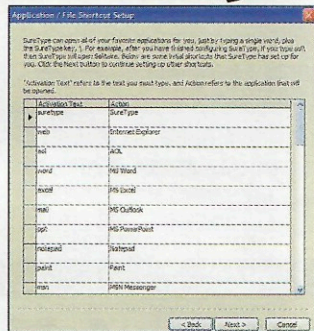 Application / File Shortcut Setup
SureType can open all of your favorite applications for you, just by typing a single word, plus
the SureType key, \. For example, after you have finished configuring SureType, if you type sol\
then SureType will open Solitaire. Below are some initial shortcuts that SureType has set up for
you. Click the Next button to continue setting up other shortcuts.
"Activation Text" refers to the text you must type, and Action refers to the application that will
be opened.
Activation Text Action
suretype SureType
web Internet Explorer
aol AOL
word MS Word
excel MS Excel
mail MS Outlook
ppt MS PowerPoint
notepad Notepad
paint Paint
msn MSN Messenger
< Back Next > Cancel